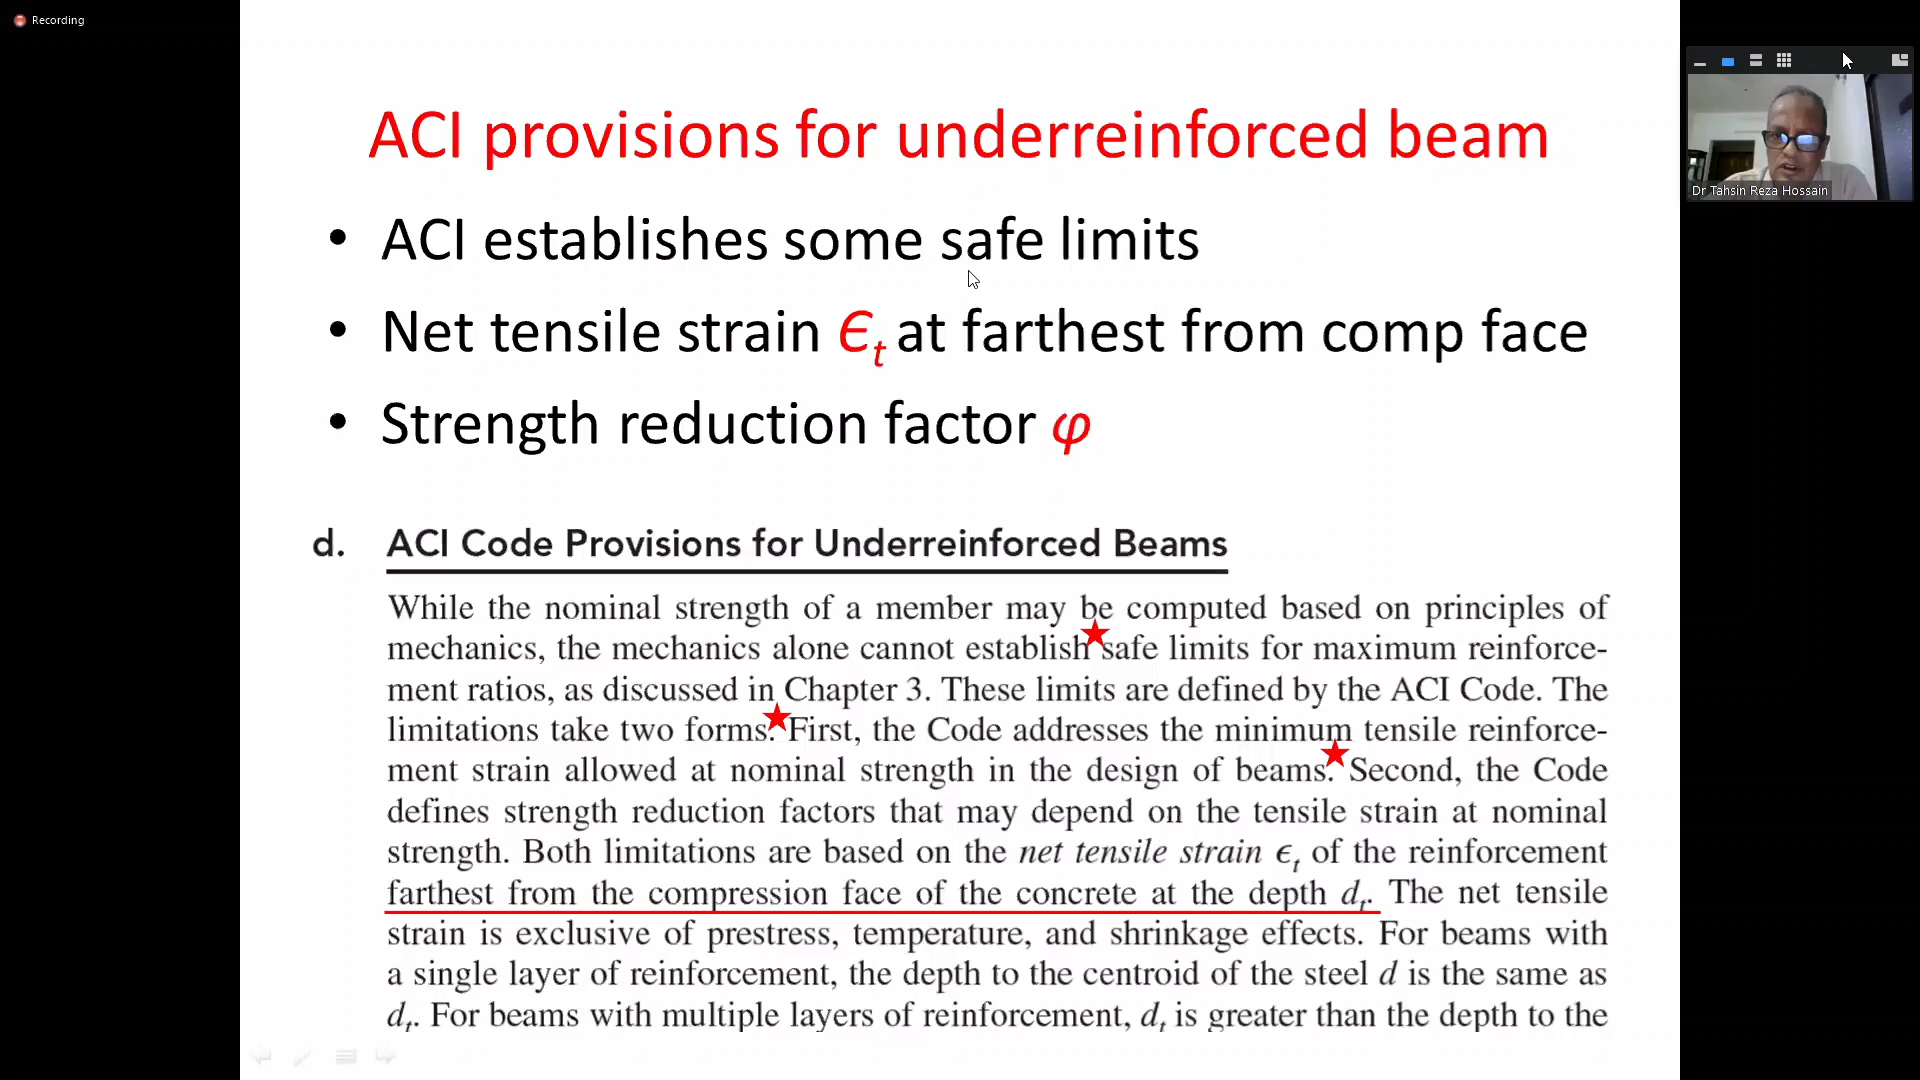 Recording
ACI provisions for underreinforced beam
• ACI establishes some safe limits
• Net tensile strain ϵt at farthest from comp face
• Strength reduction factor φ
d. ACI Code Provisions for Underreinforced Beams
While the nominal strength of a member may be computed based on principles of
mechanics, the mechanics alone cannot establish safe limits for maximum reinforce-
ment ratios, as discussed in Chapter 3. These limits are defined by the ACI Code. The
limitations take two forms. First, the Code addresses the minimum tensile reinforce-
ment strain allowed at nominal strength in the design of beams. Second, the Code
defines strength reduction factors that may depend on the tensile strain at nominal
strength. Both limitations are based on the net tensile strain ϵt of the reinforcement
farthest from the compression face of the concrete at the depth dt. The net tensile
strain is exclusive of prestress, temperature, and shrinkage effects. For beams with
a single layer of reinforcement, the depth to the centroid of the steel d is the same as
dt. For beams with multiple layers of reinforcement, dt is greater than the depth to the
Dr Tahsin Reza Hossain